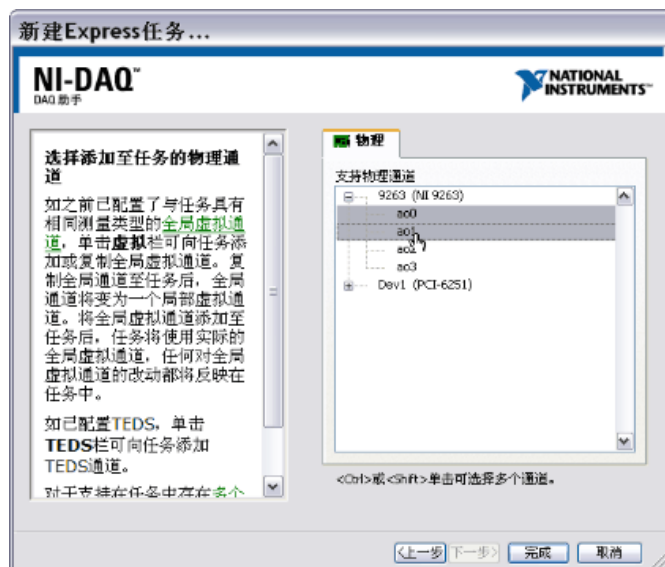 新建Express任务...
NI-DAQ™
DAQ 助手
NATIONAL
INSTRUMENTS™
选择添加至任务的物理通
道
如之前已配置了与任务具有
相同测量类型的全局虚拟通
道，单击虚拟栏可向任务添
加或复制全局虚拟通道。复
制全局通道至任务后，全局
通道将变为一个局部虚拟通
道。将全局虚拟通道添加至
任务后，任务将使用实际的
全局虚拟通道，任何对全局
虚拟通道的改动都将反映在
任务中。
如已配置TEDS，单击
TEDS栏可向任务添加
TEDS通道。
对于支持在任务中存在多个
物理
支持物理通道
9263 (NI 9263)
ao0
ao1
ao2
ao3
Dev1 (PCI-6251)
<Ctrl>或<Shift>单击可选择多个通道。
<上一步 下一步> 完成 取消